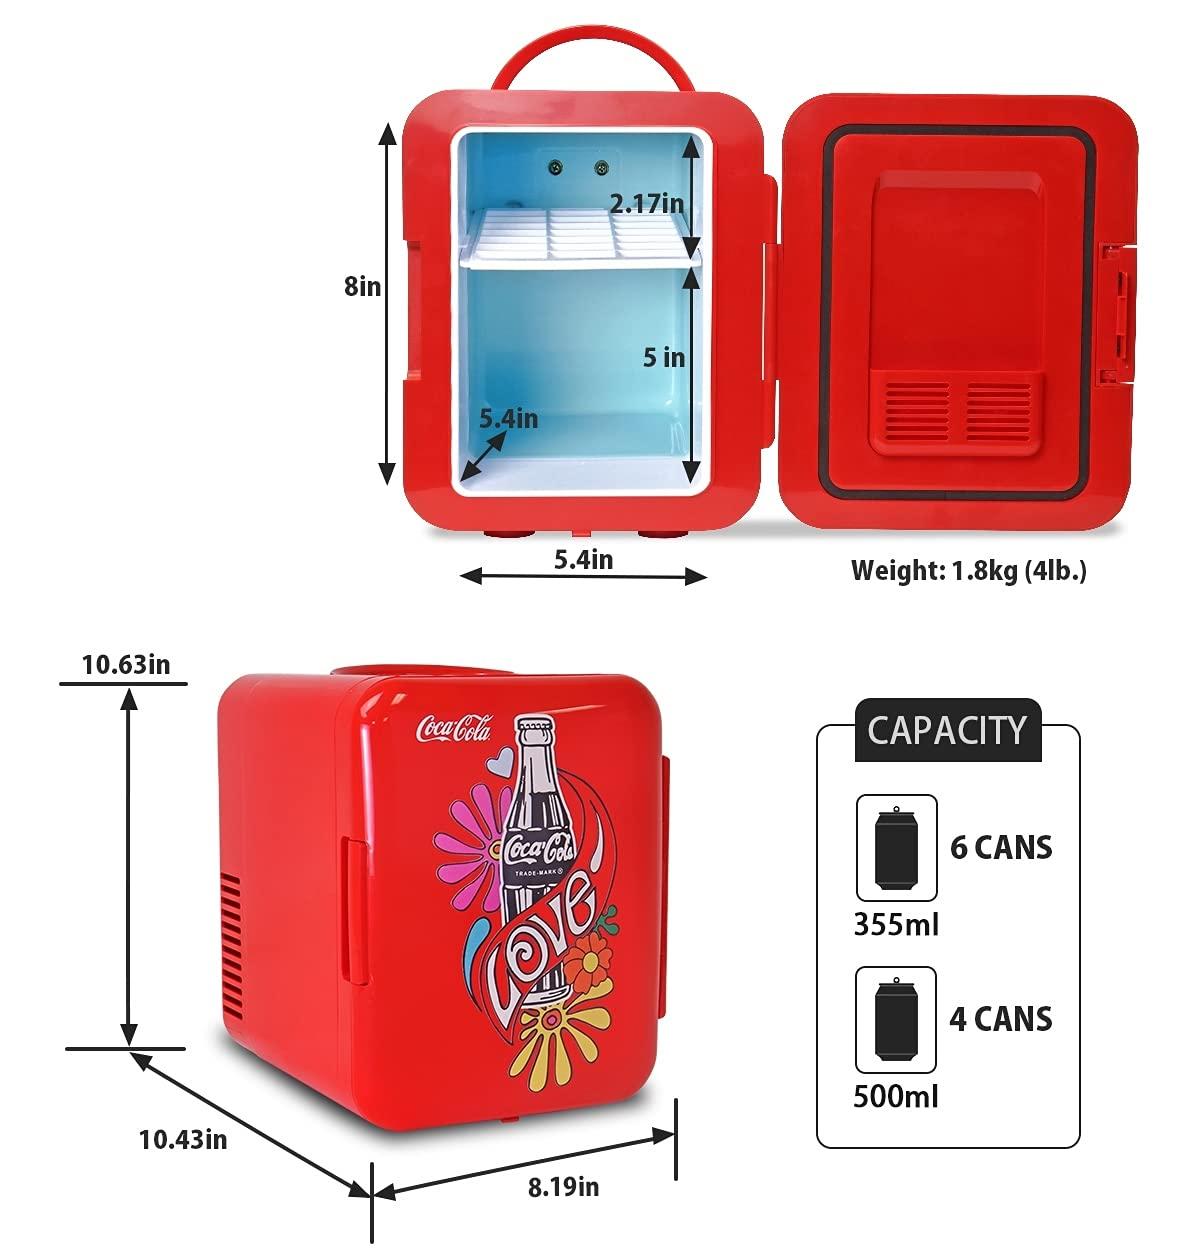 2.17in
8in
5 in
5.4in
5.4in
Weight: 1.8kg (4lb.)
10.63in
Coca-Cola
Coca-Cola
TRADE-MARK®
LOVE
10.43in
8.19in
CAPACITY
6 CANS
355ml
4 CANS
500ml